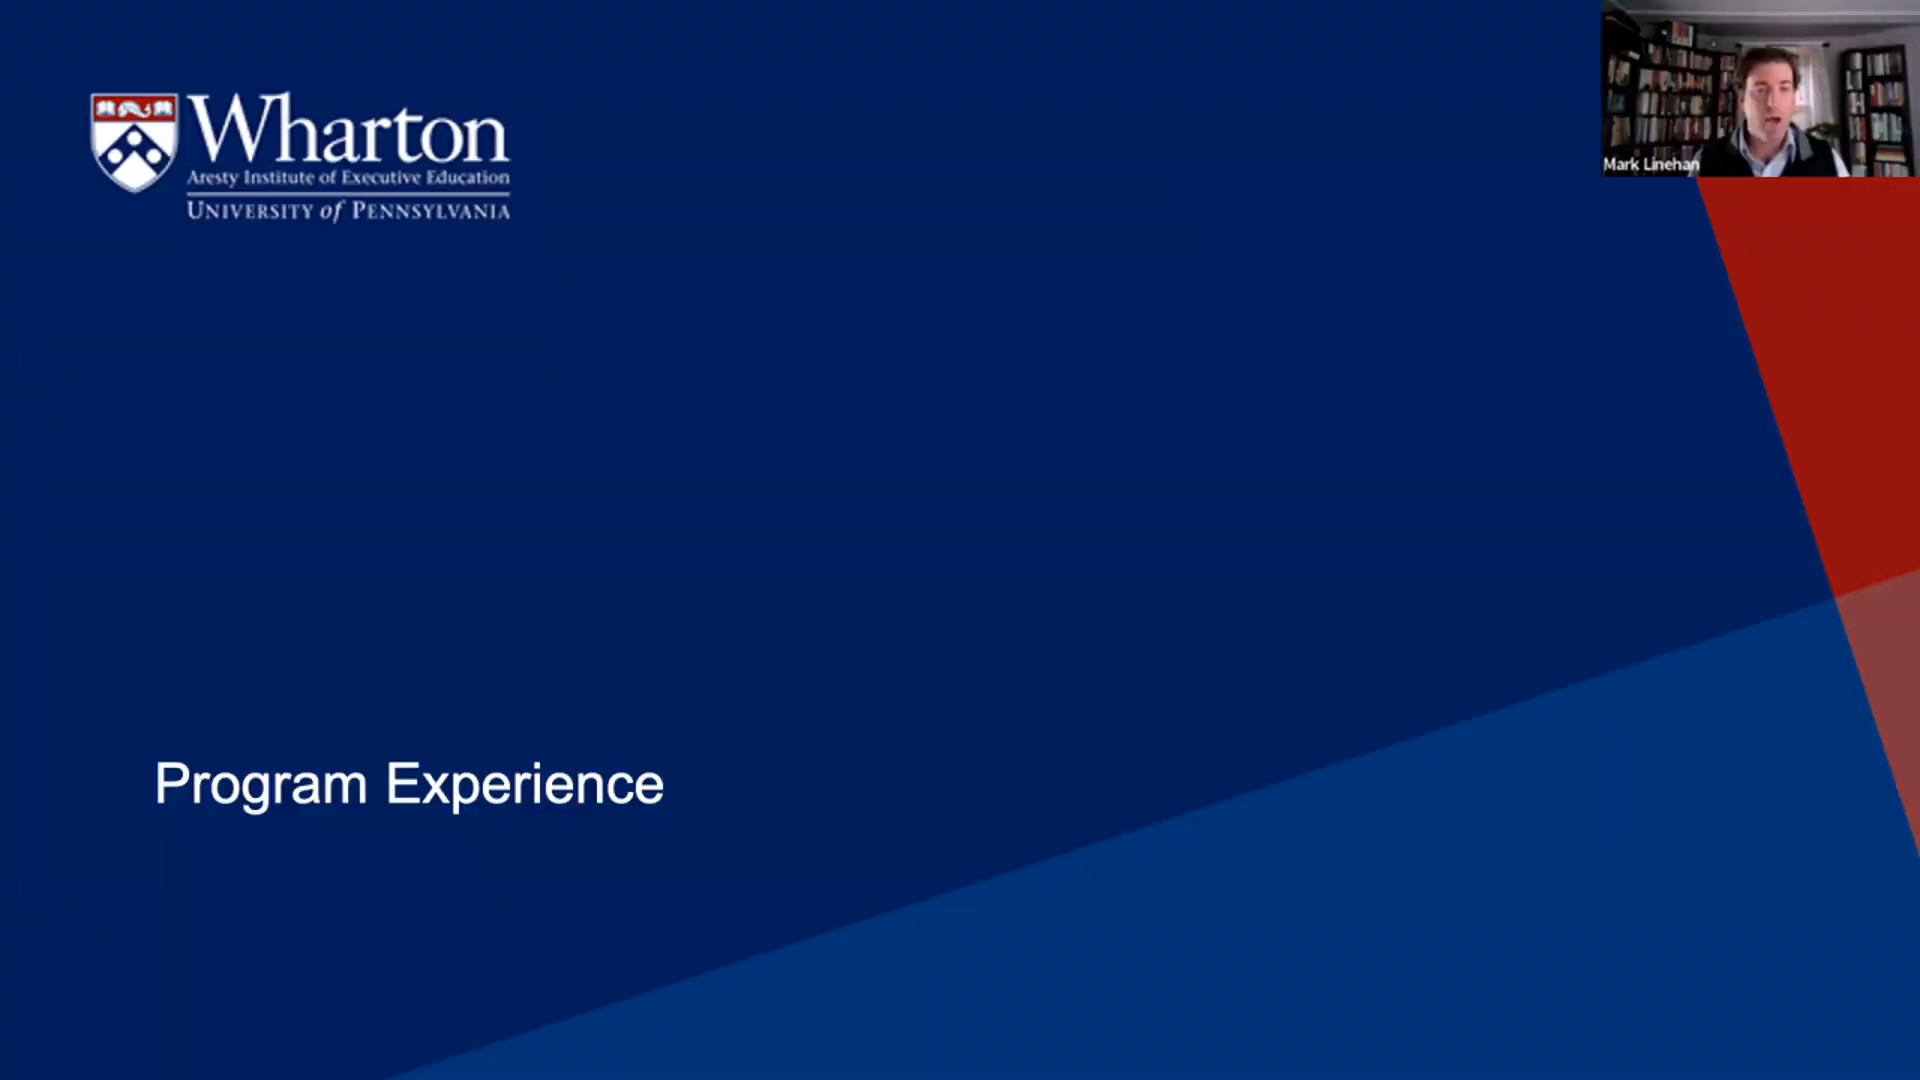 Wharton
Aresty Institute of Executive Education
UNIVERSITY of PENNSYLVANIA
Mark Linehan
Program Experience